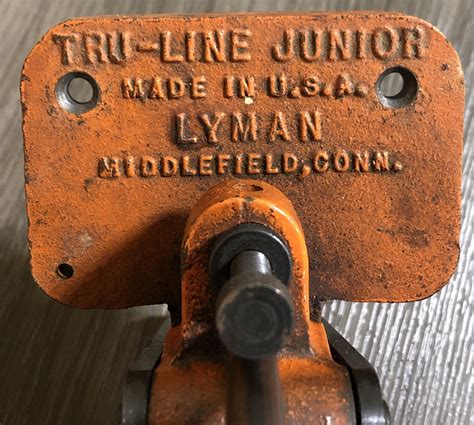 TRU-LINE JUNIOR
MADE IN U.S.A.
LYMAN
MIDDLEFIELD, CONN.